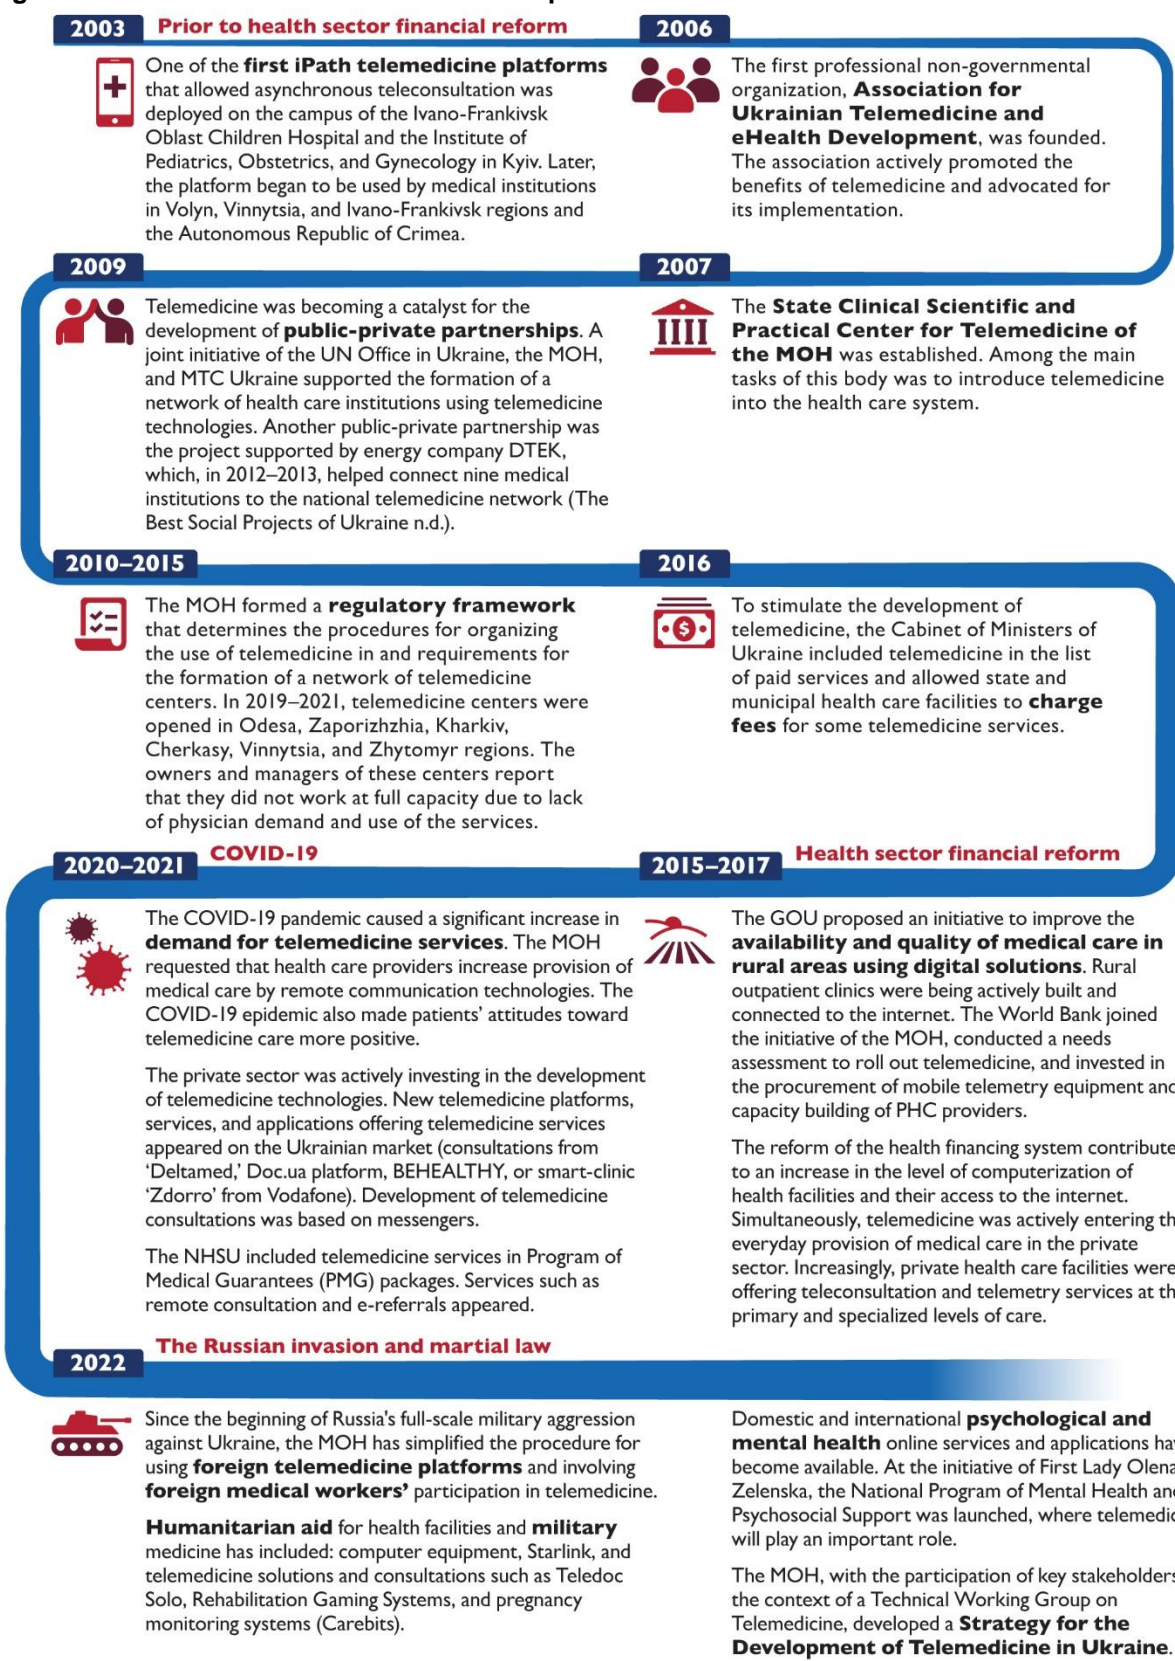 2003 Prior to health sector financial reform
One of the first iPath telemedicine platforms
that allowed asynchronous teleconsultation was
deployed on the campus of the Ivano-Frankivsk
Oblast Children Hospital and the Institute of
Pediatrics, Obstetrics, and Gynecology in Kyiv. Later,
the platform began to be used by medical institutions
in Volyn, Vinnytsia, and Ivano-Frankivsk regions and
the Autonomous Republic of Crimea.
2006
The first professional non-governmental
organization, Association for
Ukrainian Telemedicine and
eHealth Development, was founded.
The association actively promoted the
benefits of telemedicine and advocated for
its implementation.
2007
The State Clinical Scientific and
Practical Center for Telemedicine of
the MOH was established. Among the main
tasks of this body was to introduce telemedicine
into the health care system.
2009
Telemedicine was becoming a catalyst for the
development of public-private partnerships. A
joint initiative of the UN Office in Ukraine, the MOH,
and MTC Ukraine supported the formation of a
network of health care institutions using telemedicine
technologies. Another public-private partnership was
the project supported by energy company DTEK,
which, in 2012–2013, helped connect nine medical
institutions to the national telemedicine network (The
Best Social Projects of Ukraine n.d.).
2010–2015
The MOH formed a regulatory framework
that determines the procedures for organizing
the use of telemedicine in and requirements for
the formation of a network of telemedicine
centers. In 2019–2021, telemedicine centers were
opened in Odesa, Zaporizhzhia, Kharkiv,
Cherkasy, Vinnytsia, and Zhytomyr regions. The
owners and managers of these centers report
that they did not work at full capacity due to lack
of physician demand and use of the services.
2016
To stimulate the development of
telemedicine, the Cabinet of Ministers of
Ukraine included telemedicine in the list
of paid services and allowed state and
municipal health care facilities to charge
fees for some telemedicine services.
2015–2017 Health sector financial reform
The GOU proposed an initiative to improve the
availability and quality of medical care in
rural areas using digital solutions. Rural
outpatient clinics were being actively built and
connected to the internet. The World Bank joined
the initiative of the MOH, conducted a needs
assessment to roll out telemedicine, and invested in
the procurement of mobile telemetry equipment and
capacity building of PHC providers.
The reform of the health financing system contribute
to an increase in the level of computerization of
health facilities and their access to the internet.
Simultaneously, telemedicine was actively entering th
everyday provision of medical care in the private
sector. Increasingly, private health care facilities were
offering teleconsultation and telemetry services at th
primary and specialized levels of care.
2020–2021 COVID-19
The COVID-19 pandemic caused a significant increase in
demand for telemedicine services. The MOH
requested that health care providers increase provision of
medical care by remote communication technologies. The
COVID-19 epidemic also made patients' attitudes toward
telemedicine care more positive.
The private sector was actively investing in the development
of telemedicine technologies. New telemedicine platforms,
services, and applications offering telemedicine services
appeared on the Ukrainian market (consultations from
'Deltamed,' Doc.ua platform, BEHEALTHY, or smart-clinic
'Zdorro' from Vodafone). Development of telemedicine
consultations was based on messengers.
The NHSU included telemedicine services in Program of
Medical Guarantees (PMG) packages. Services such as
remote consultation and e-referrals appeared.
2022 The Russian invasion and martial law
Since the beginning of Russia's full-scale military aggression
against Ukraine, the MOH has simplified the procedure for
using foreign telemedicine platforms and involving
foreign medical workers' participation in telemedicine.
Humanitarian aid for health facilities and military
medicine has included: computer equipment, Starlink, and
telemedicine solutions and consultations such as Teledoc
Solo, Rehabilitation Gaming Systems, and pregnancy
monitoring systems (Carebits).
Domestic and international psychological and
mental health online services and applications hav
become available. At the initiative of First Lady Olena
Zelenska, the National Program of Mental Health and
Psychosocial Support was launched, where telemedic
will play an important role.
The MOH, with the participation of key stakeholders
the context of a Technical Working Group on
Telemedicine, developed a Strategy for the
Development of Telemedicine in Ukraine.